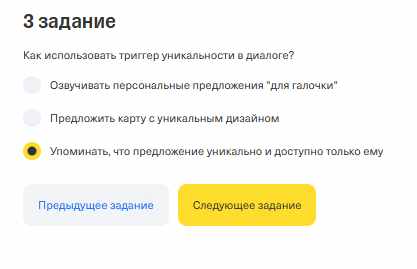 3 задание
Как использовать триггер уникальности в диалоге?
Озвучивать персональные предложения "для галочки"
Предложить карту с уникальным дизайном
Упоминать, что предложение уникально и доступно только ему
Предыдущее задание
Следующее задание